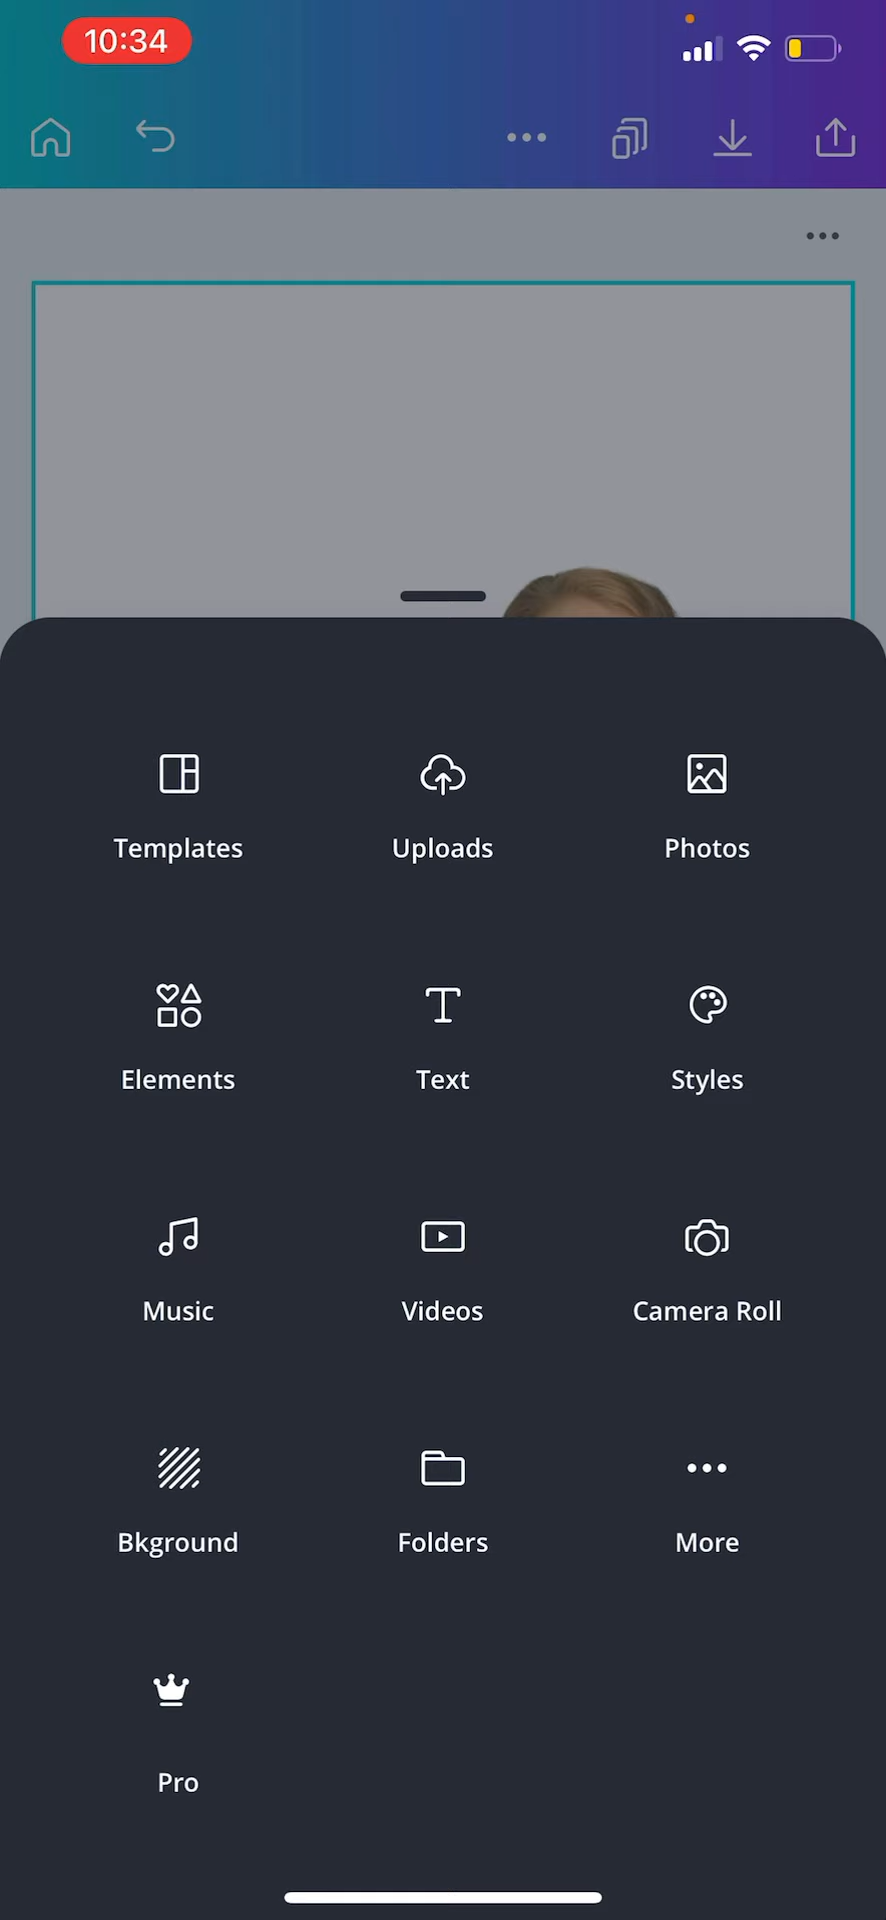 10:34
Templates
Uploads
Photos
Elements
Text
Styles
Music
Videos
Camera Roll
Bkground
Folders
More
Pro